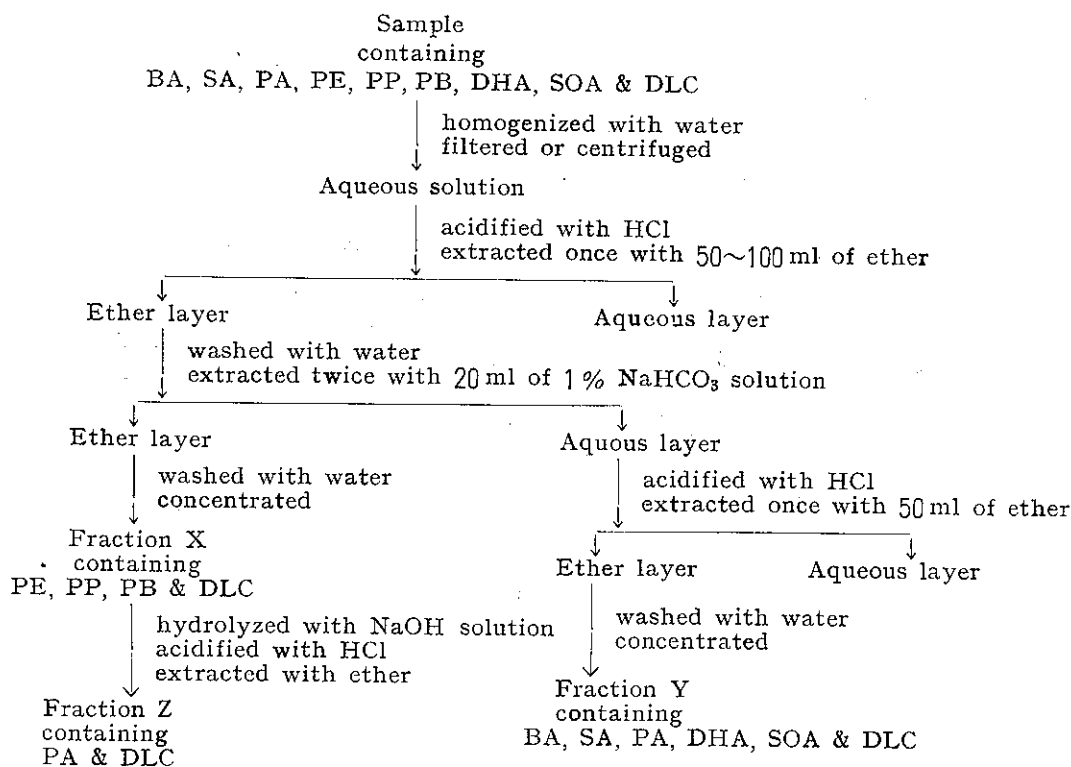 Sample
containing
BA, SA, PA, PE, PP, PB, DHA, SOA & DLC
homogenized with water
filtered or centrifuged
Aqueous solution
acidified with HCl
extracted once with 50~100 ml of ether
Ether layer
Aqueous layer
washed with water
extracted twice with 20 ml of 1% NaHCO₃ solution
Ether layer
Aquous layer
washed with water
concentrated
acidified with HCl
extracted once with 50 ml of ether
Fraction X
containing
PE, PP, PB & DLC
Ether layer
Aqueous layer
hydrolyzed with NaOH solution
acidified with HCl
extracted with ether
washed with water
concentrated
Fraction Z
containing
PA & DLC
Fraction Y
containing
BA, SA, PA, DHA, SOA & DLC